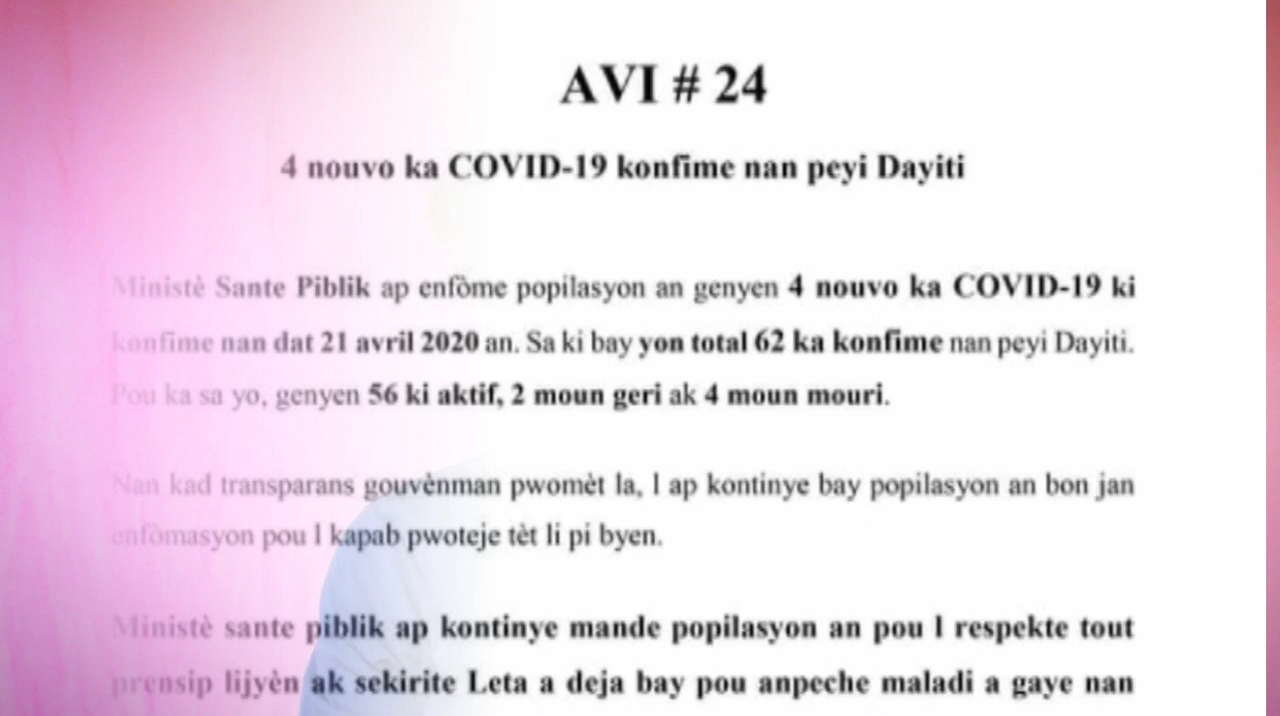 AVI # 24
4 nouvo ka COVID-19 konfime nan peyi Dayiti
Ministè Sante Piblik ap enfòme popilasyon an genyen 4 nouvo ka COVID-19 ki
konfime nan dat 21 avril 2020 an. Sa ki bay yon total 62 ka konfime nan peyi Dayiti.
Pou ka sa yo, genyen 56 ki aktif, 2 moun geri ak 4 moun mouri.
Nan kad transparans gouvènman pwomèt la, l ap kontinye bay popilasyon an bon jan
enfòmasyon pou l kapab pwoteje tèt li pi byen.
Ministè sante piblik ap kontinye mande popilasyon an pou l respekte tout
prensip lijyèn ak sekirite Leta a deja bay pou anpeche maladi a gaye nan